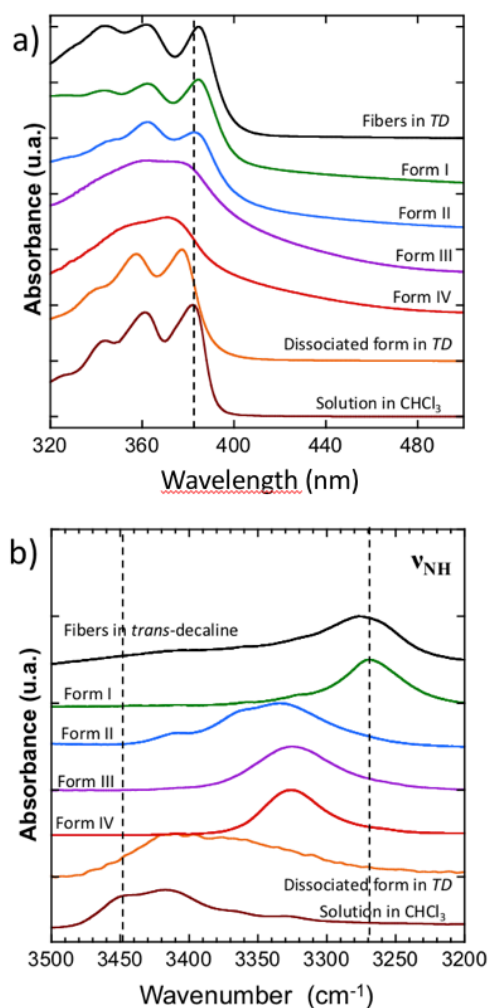 a)
Absorbance (u.a.)
Fibers in TD
Form I
Form II
Form III
Form IV
Dissociated form in TD
Solution in CHCl₃
320 360 400 440 480
Wavelength (nm)
b)
νNH
Absorbance (u.a.)
Fibers in trans-decaline
Form I
Form II
Form III
Form IV
Dissociated form in TD
Solution in CHCl₃
3500 3450 3400 3350 3300 3250 3200
Wavenumber (cm⁻¹)